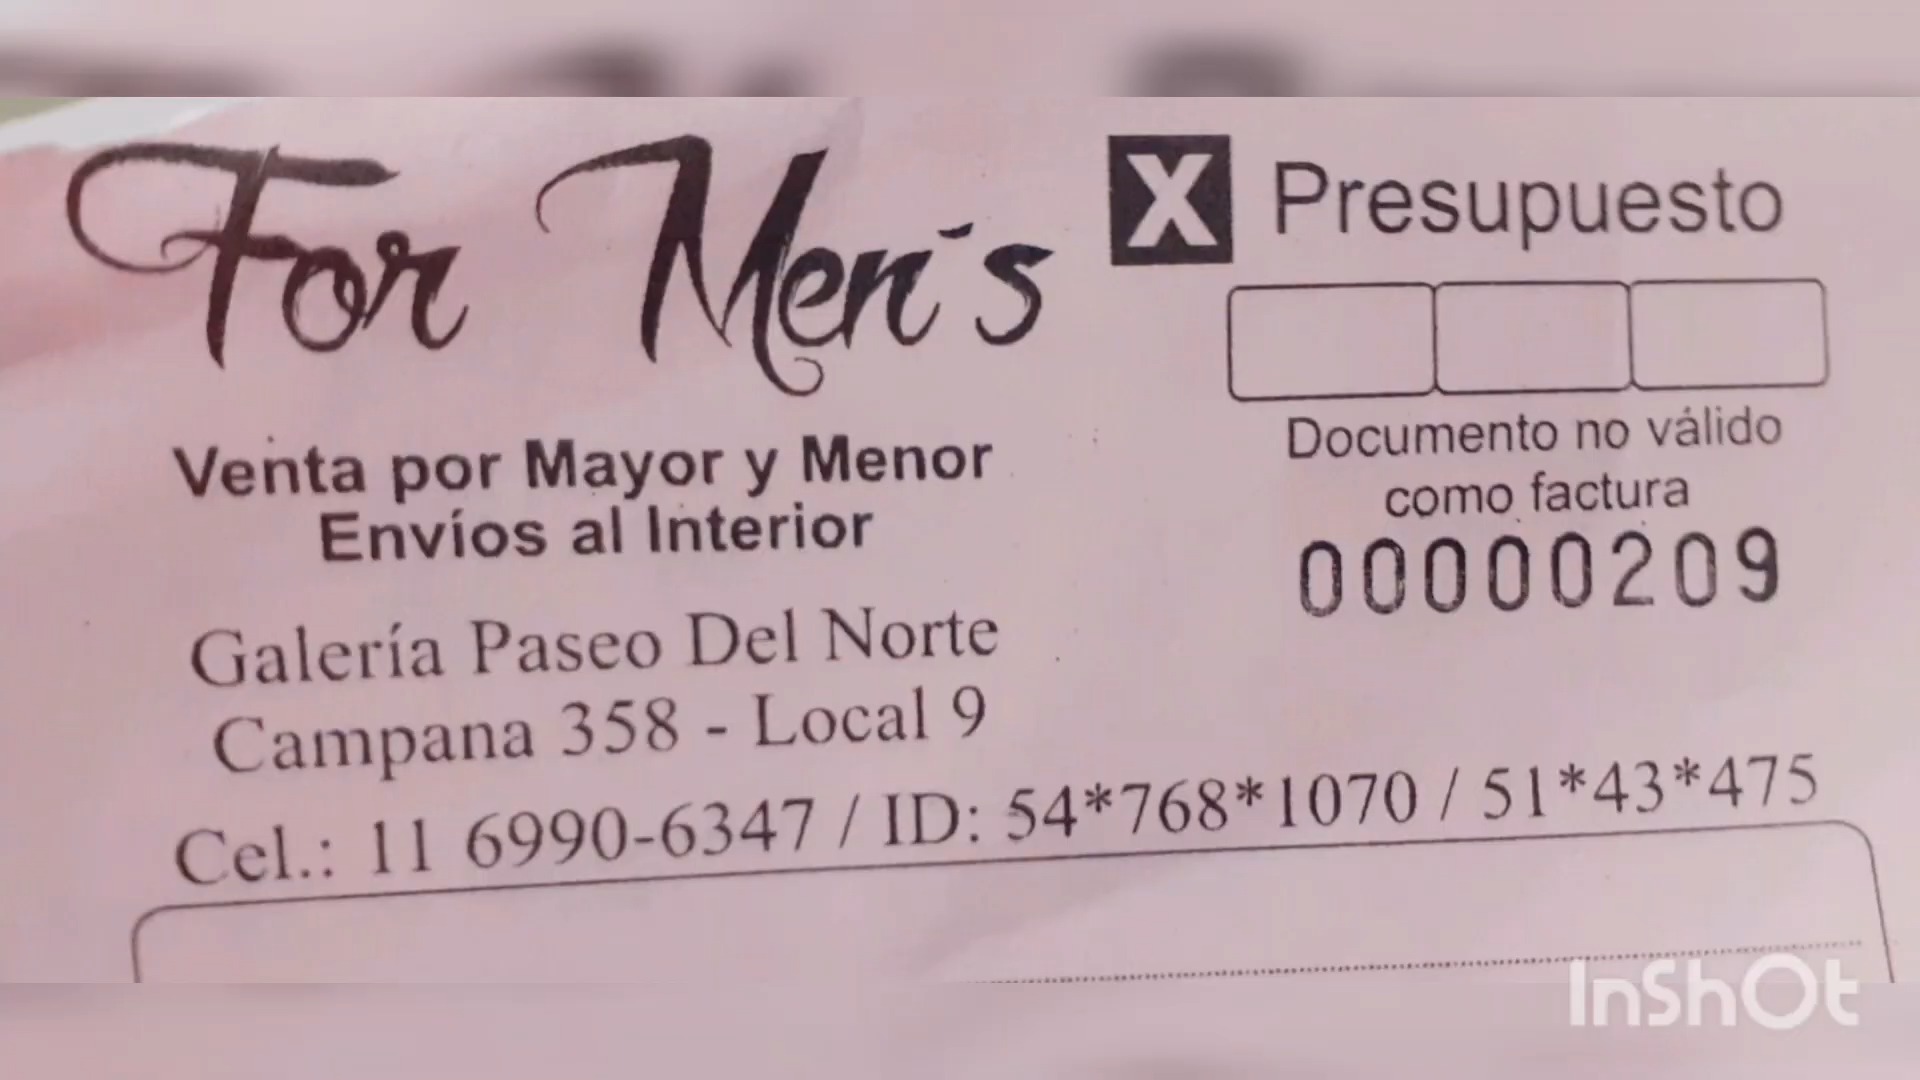 For Men´s
Venta por Mayor y Menor
Envíos al Interior
Galería Paseo Del Norte
Campana 358 - Local 9
Cel.: 11 6990-6347 / ID: 54*768*1070 / 51*43*475
X Presupuesto
Documento no válido
como factura
00000209
InShOt